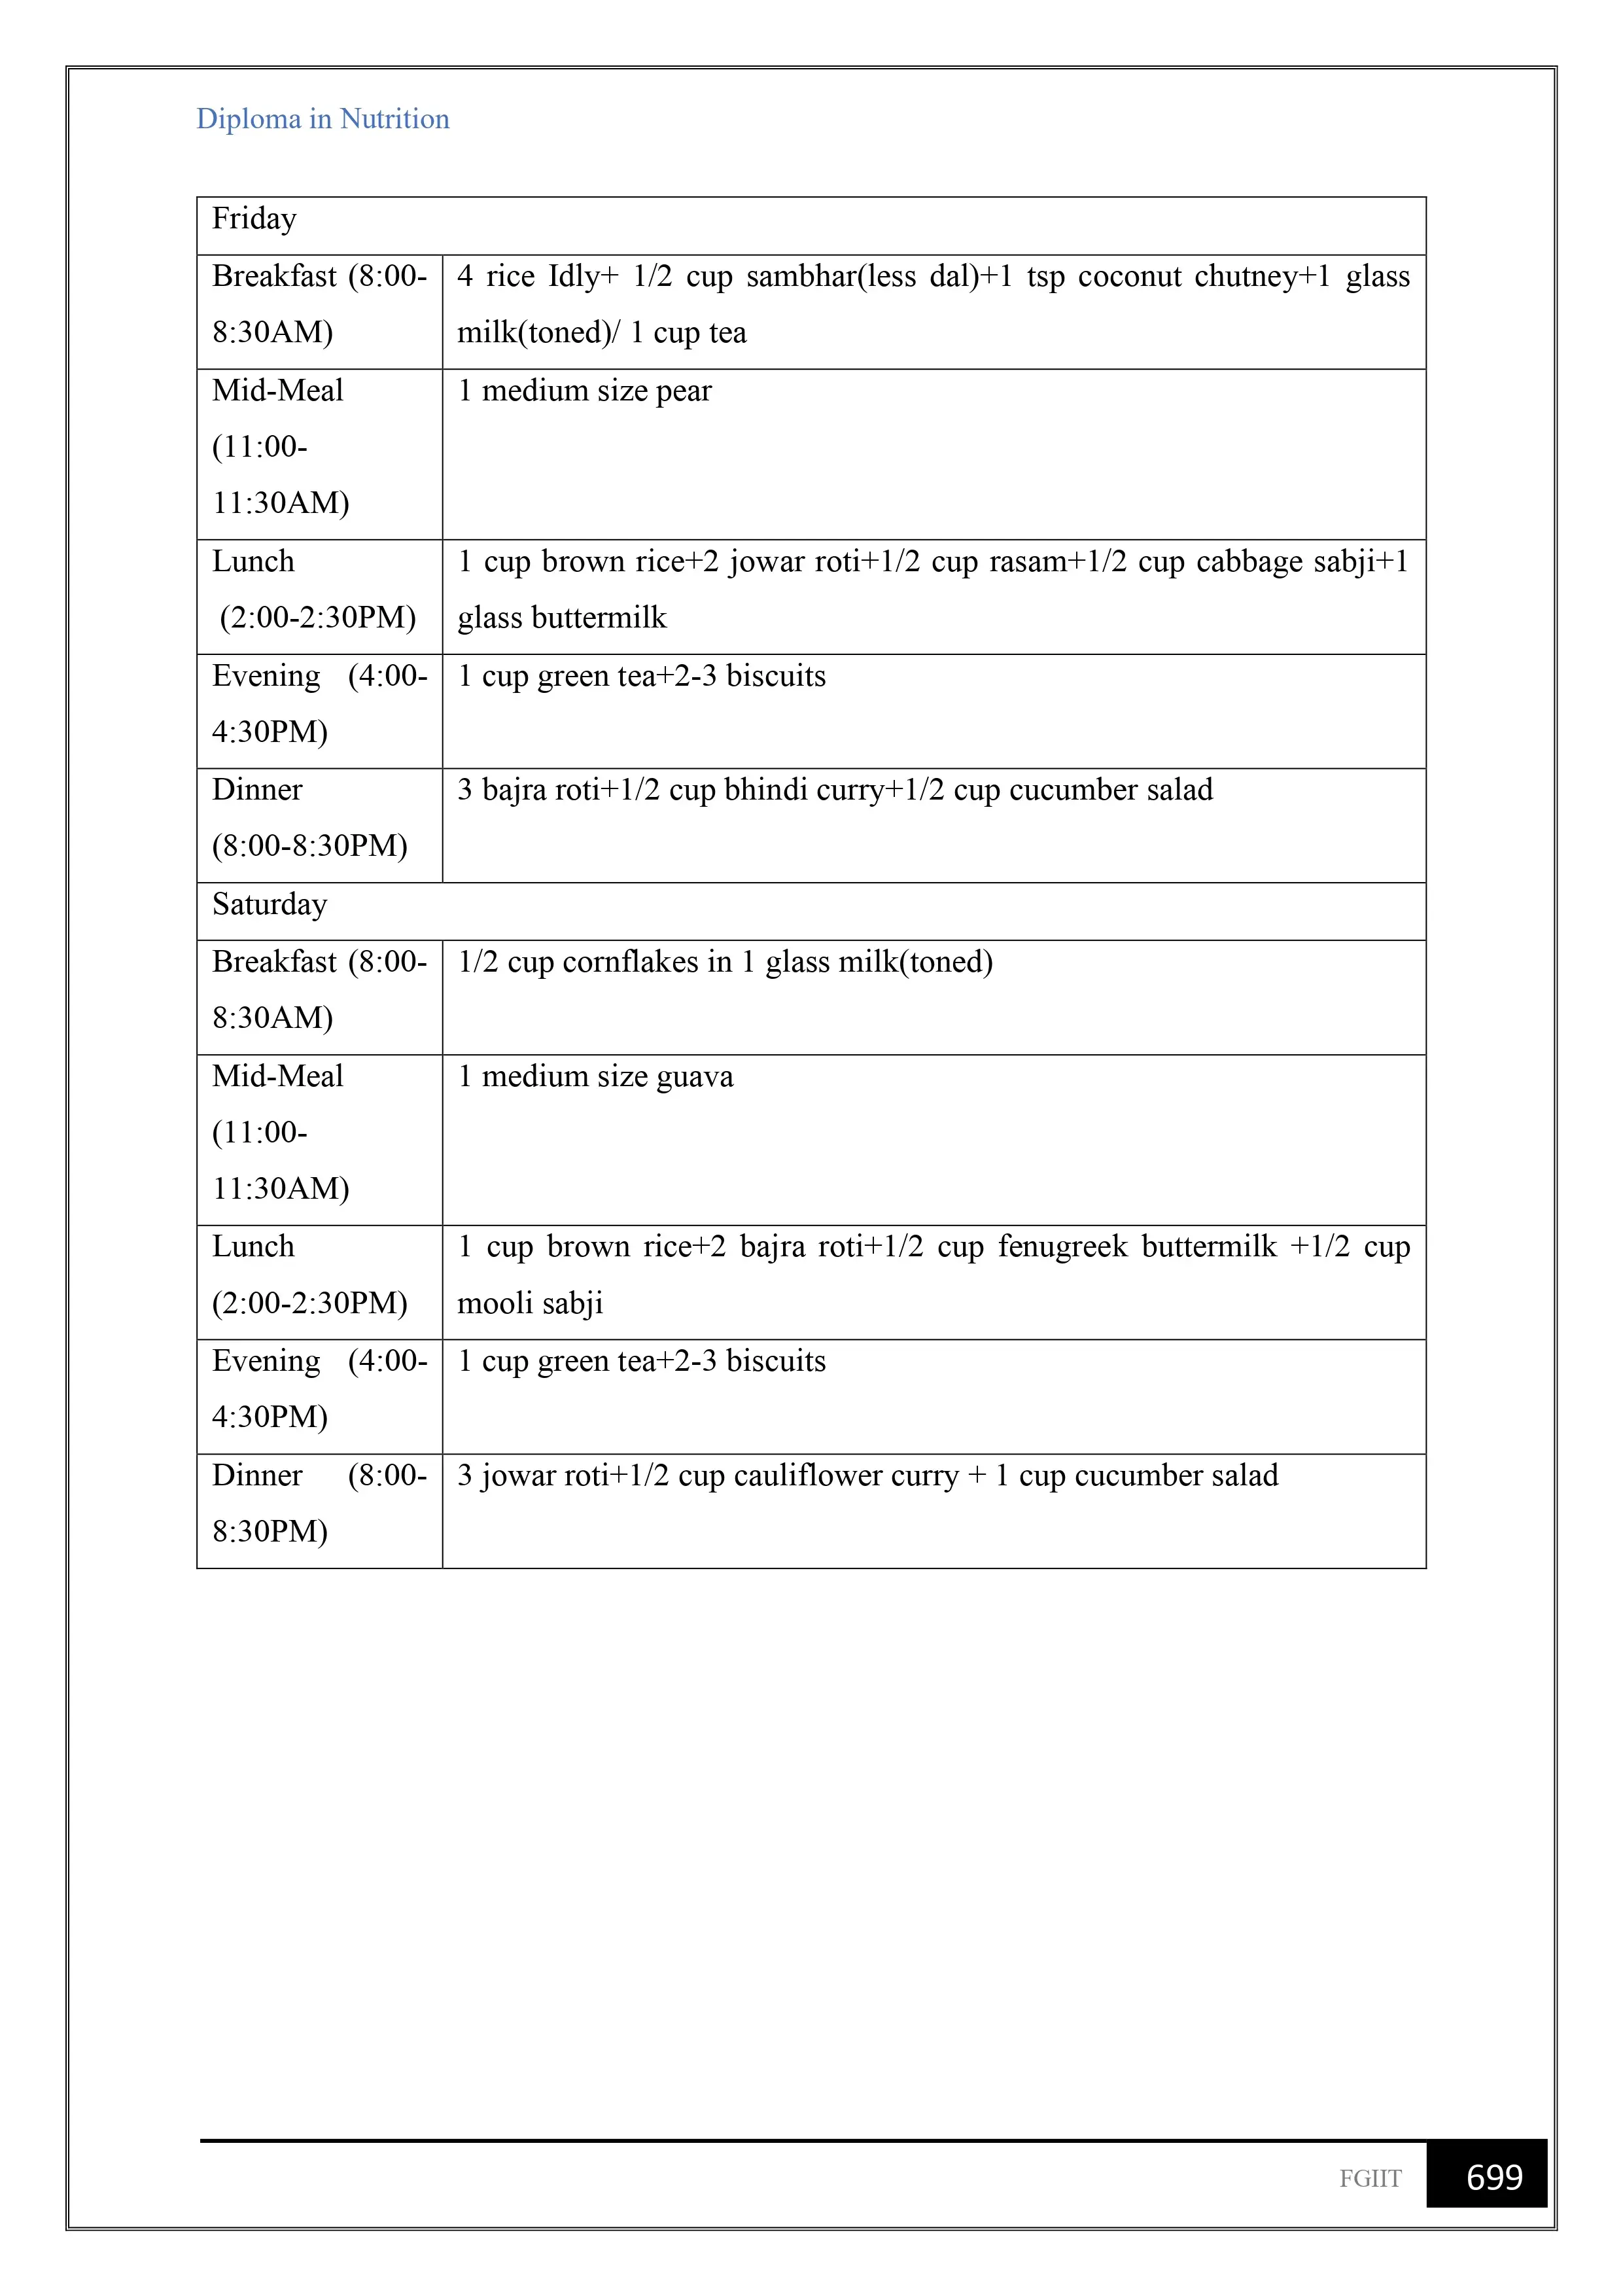 Diploma in Nutrition
Friday
Breakfast (8:00-
8:30AM)
4 rice Idly+ 1/2 cup sambhar(less dal)+1 tsp coconut chutney+1 glass
milk(toned)/ 1 cup tea
Mid-Meal
(11:00-
11:30AM)
1 medium size pear
Lunch
(2:00-2:30PM)
1 cup brown rice+2 jowar roti+1/2 cup rasam+1/2 cup cabbage sabji+1
glass buttermilk
Evening (4:00-
4:30PM)
1 cup green tea+2-3 biscuits
Dinner
(8:00-8:30PM)
3 bajra roti+1/2 cup bhindi curry+1/2 cup cucumber salad
Saturday
Breakfast (8:00-
8:30AM)
1/2 cup cornflakes in 1 glass milk(toned)
Mid-Meal
(11:00-
11:30AM)
1 medium size guava
Lunch
(2:00-2:30PM)
1 cup brown rice+2 bajra roti+1/2 cup fenugreek buttermilk +1/2 cup
mooli sabji
Evening (4:00-
4:30PM)
1 cup green tea+2-3 biscuits
Dinner (8:00-
8:30PM)
3 jowar roti+1/2 cup cauliflower curry + 1 cup cucumber salad
FGIIT 699